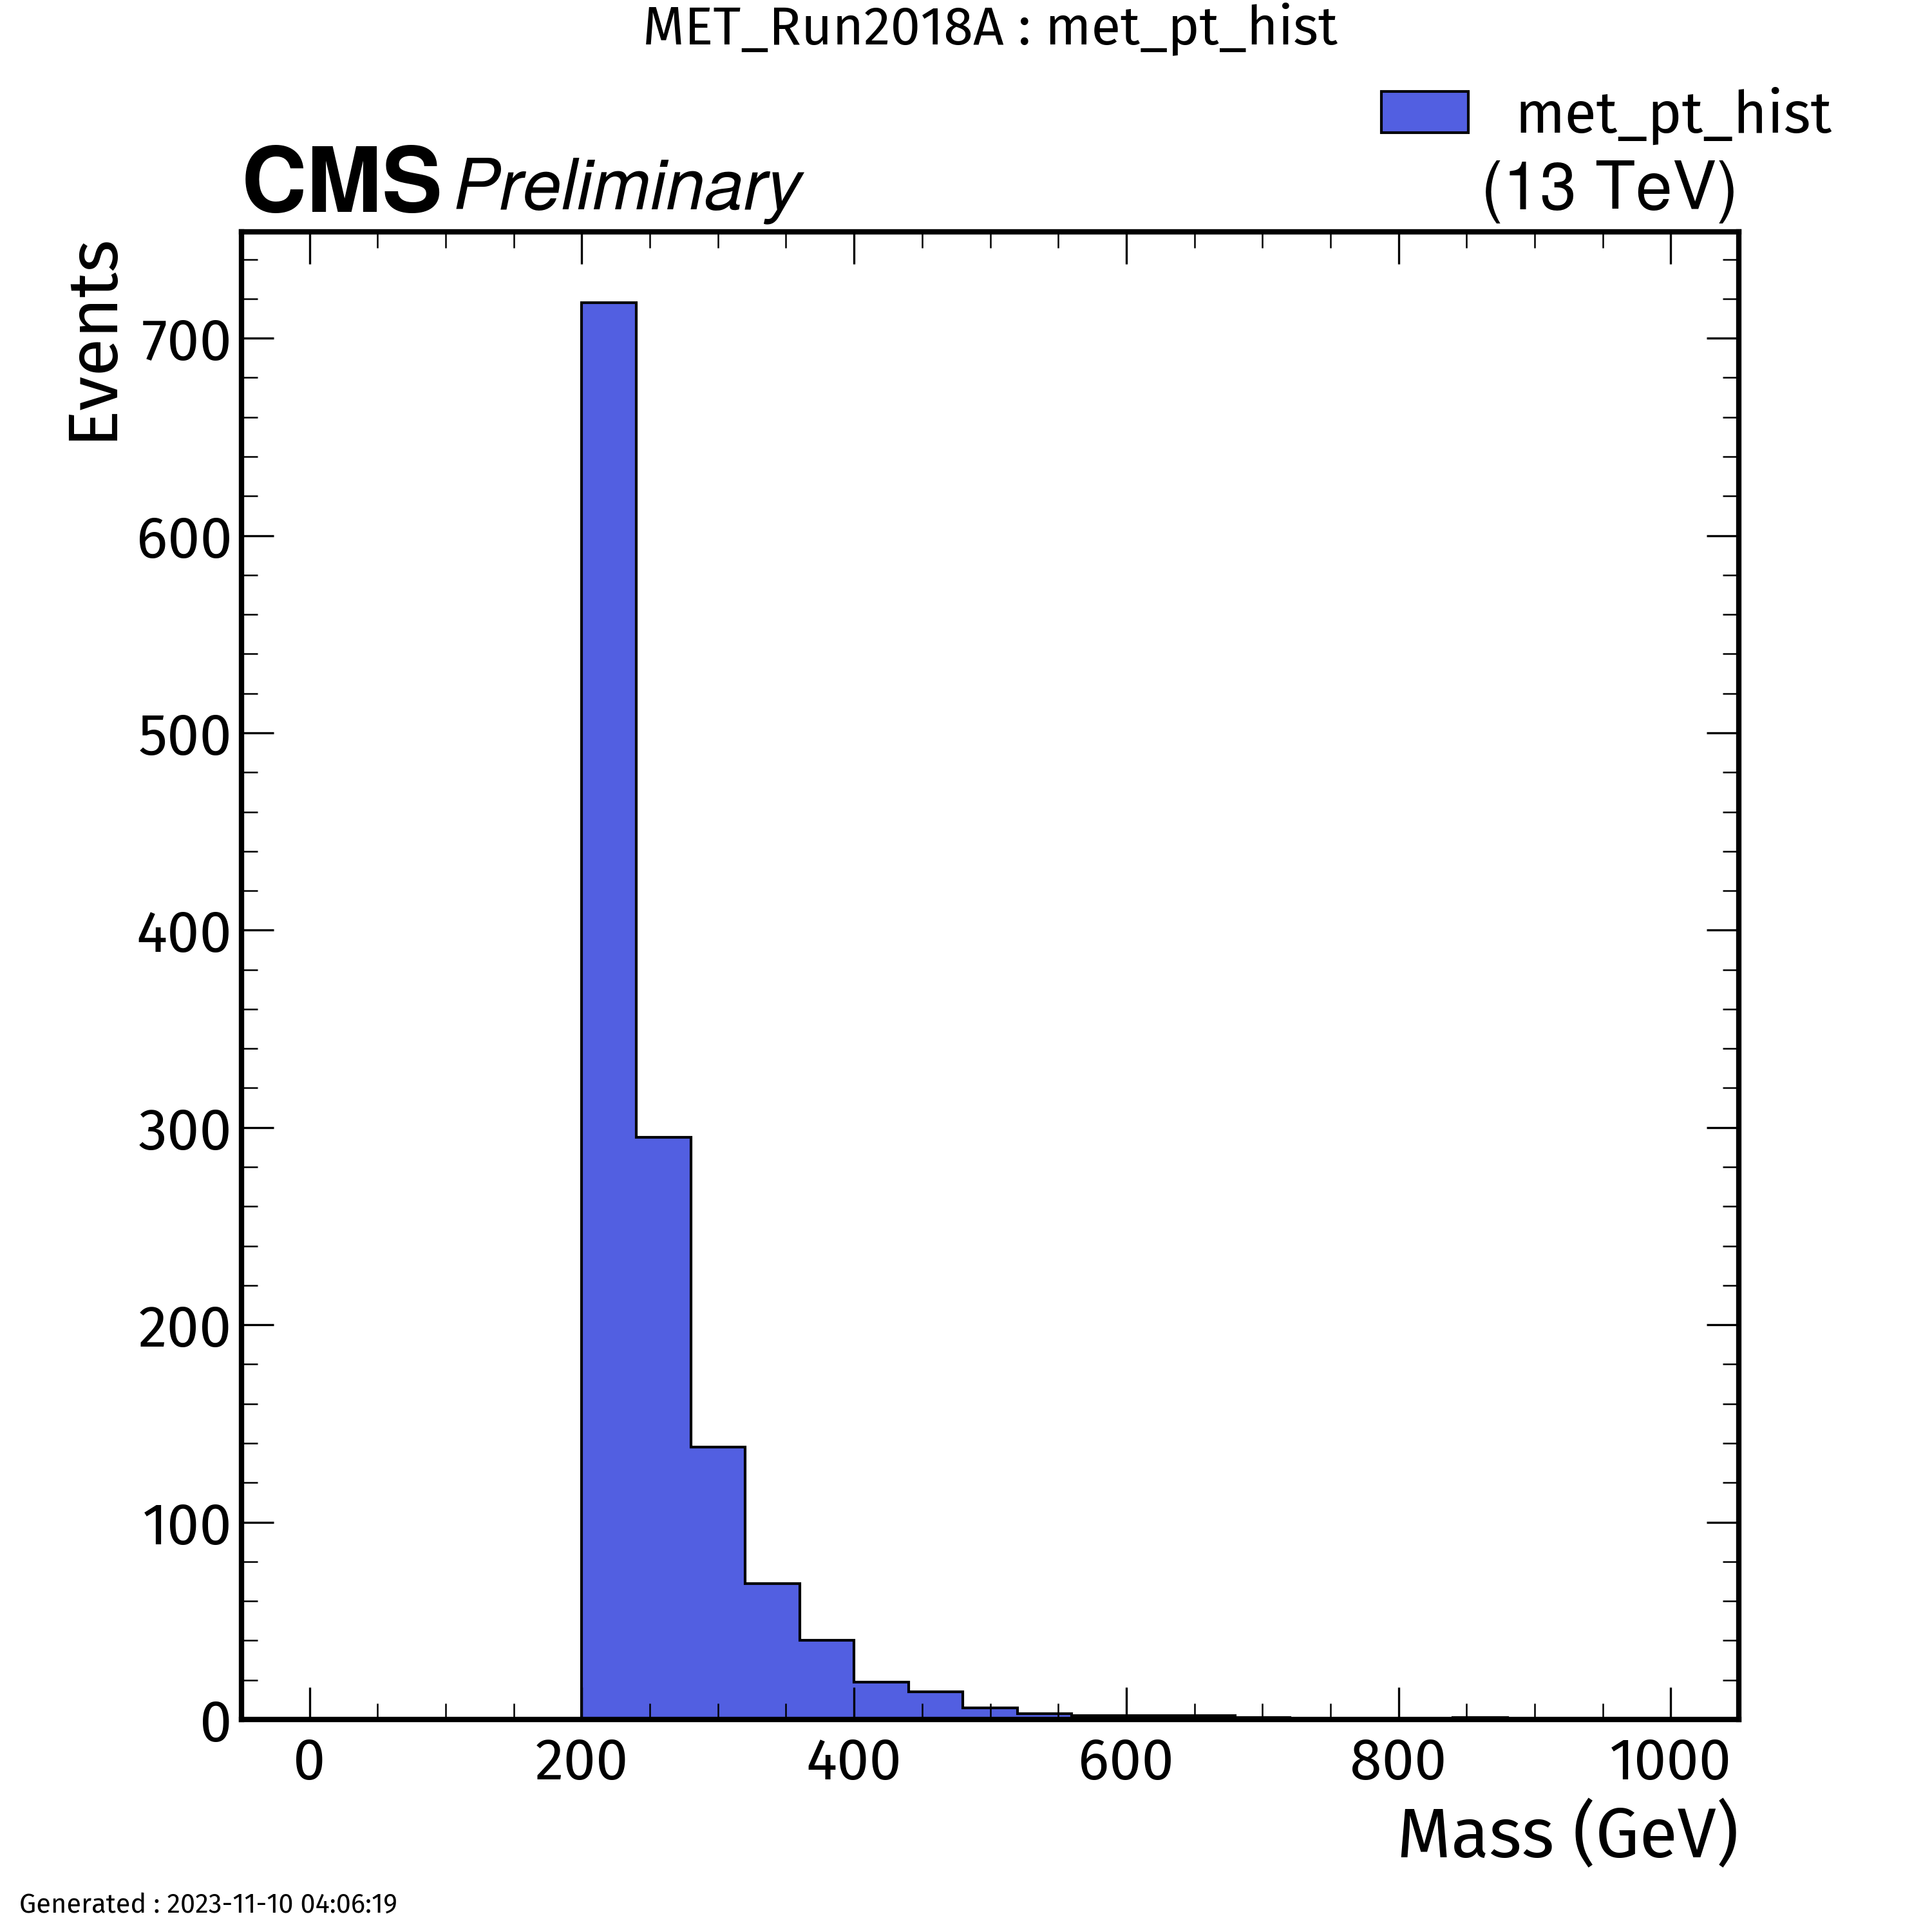 MET_Run2018A : met_pt_hist
met_pt_hist
CMS Preliminary
(13 TeV)
Events
700
600
500
400
300
200
100
0
0 200 400 600 800 1000
Mass (GeV)
Generated : 2023-11-10 04:06:19